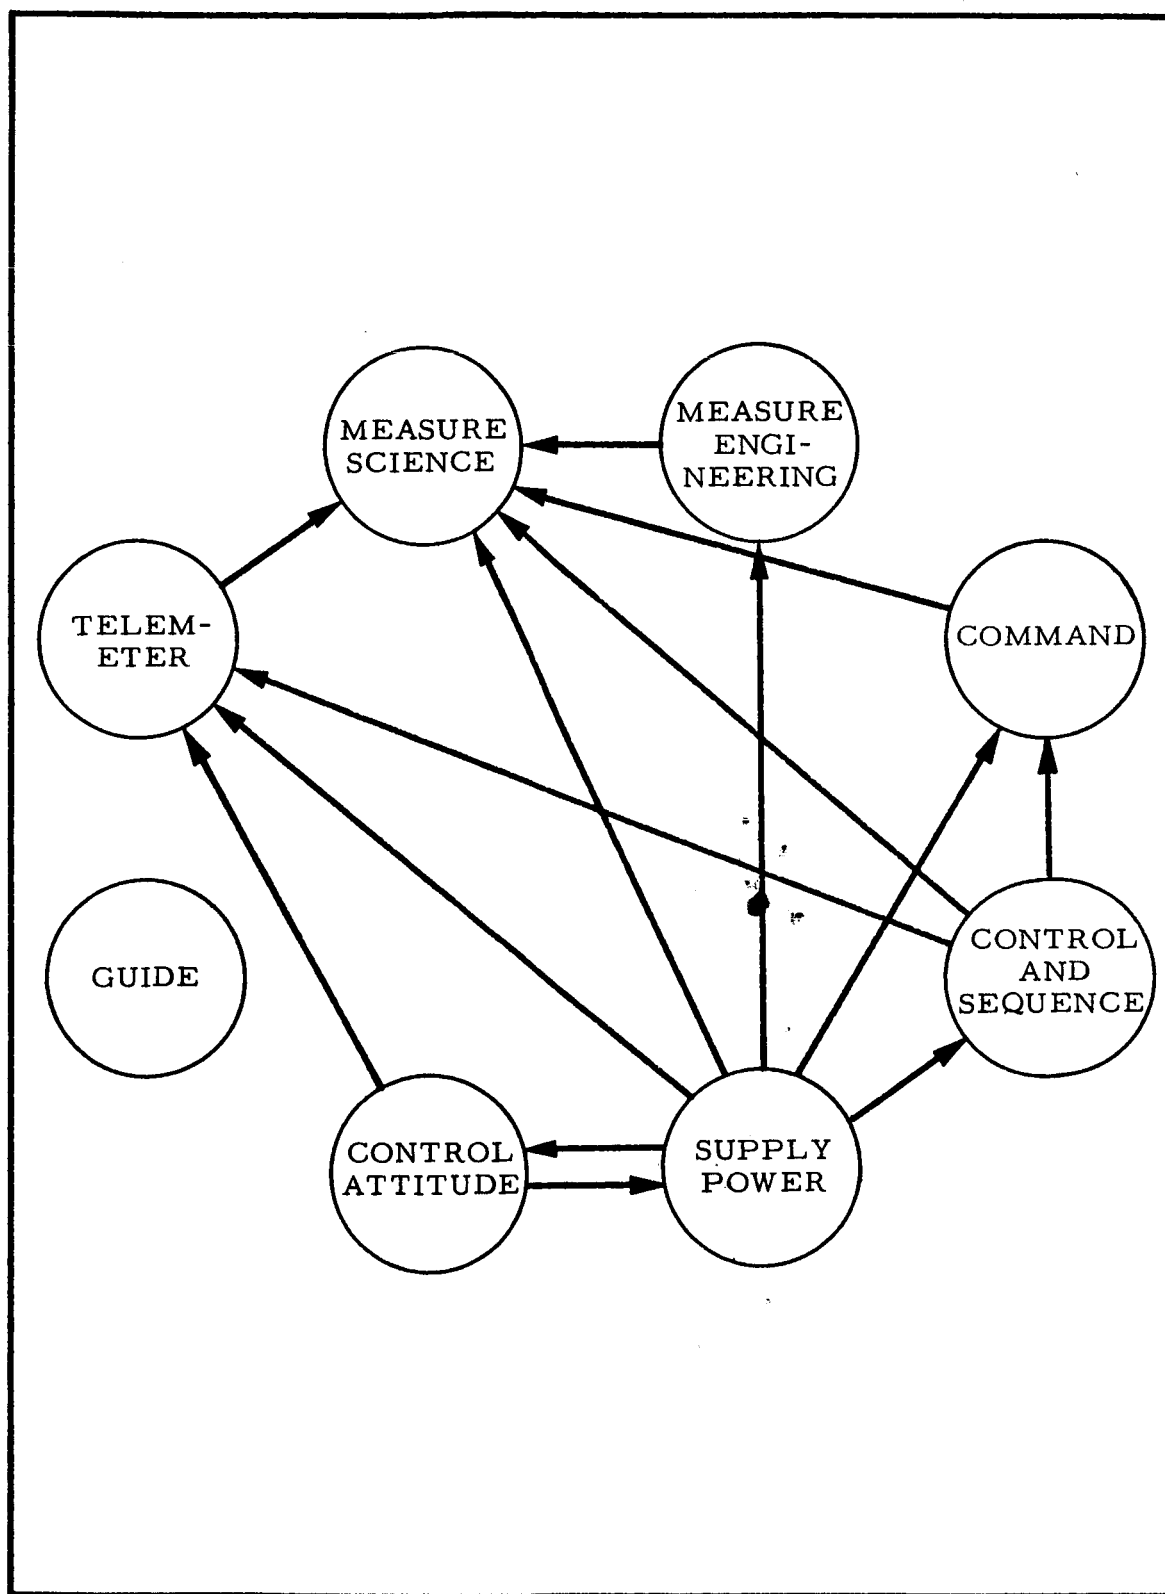 MEASURE
SCIENCE
MEASURE
ENGI-
NEERING
TELEM-
ETER
COMMAND
GUIDE
CONTROL
AND
SEQUENCE
CONTROL
ATTITUDE
SUPPLY
POWER